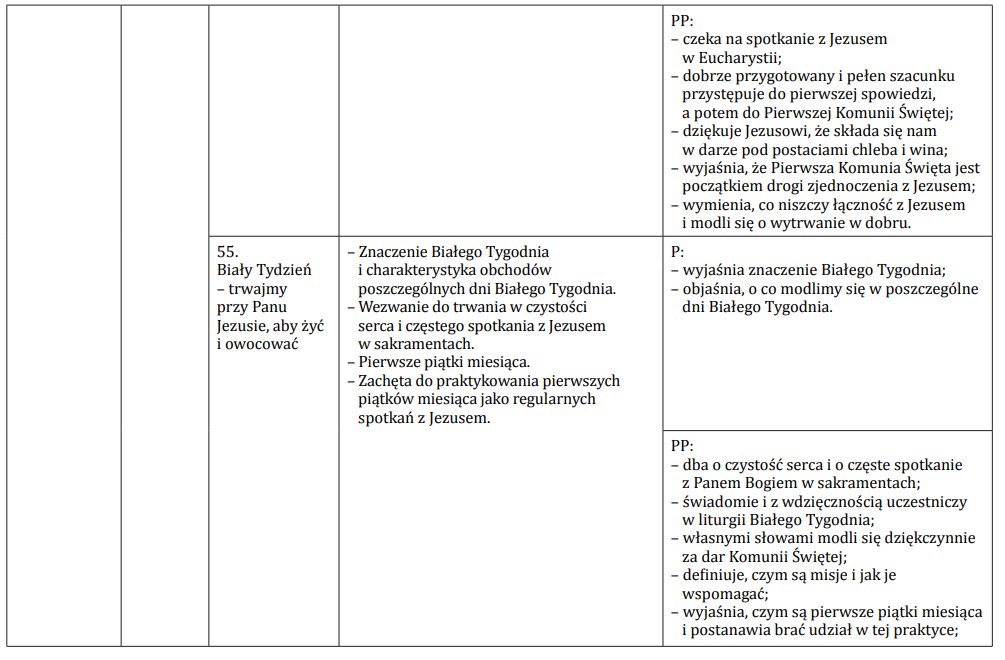 PP:
– czeka na spotkanie z Jezusem
w Eucharystii;
– dobrze przygotowany i pełen szacunku
przystępuje do pierwszej spowiedzi,
a potem do Pierwszej Komunii Świętej;
– dziękuje Jezusowi, że składa się nam
w darze pod postaciami chleba i wina;
– wyjaśnia, że Pierwsza Komunia Święta jest
początkiem drogi zjednoczenia z Jezusem;
– wymienia, co niszczy łączność z Jezusem
i modli się o wytrwanie w dobru.
55.
Biały Tydzień
– trwajmy
przy Panu
Jezusie, aby żyć
i owocować
– Znaczenie Białego Tygodnia
i charakterystyka obchodów
poszczególnych dni Białego Tygodnia.
– Wezwanie do trwania w czystości
serca i częstego spotkania z Jezusem
w sakramentach.
– Pierwsze piątki miesiąca.
– Zachęta do praktykowania pierwszych
piątków miesiąca jako regularnych
spotkań z Jezusem.
P:
– wyjaśnia znaczenie Białego Tygodnia;
– objaśnia, o co modlimy się w poszczególne
dni Białego Tygodnia.
PP:
– dba o czystość serca i o częste spotkanie
z Panem Bogiem w sakramentach;
– świadomie i z wdzięcznością uczestniczy
w liturgii Białego Tygodnia;
– własnymi słowami modli się dziękczynnie
za dar Komunii Świętej;
– definiuje, czym są misje i jak je
wspomagać;
– wyjaśnia, czym są pierwsze piątki miesiąca
i postanawia brać udział w tej praktyce;